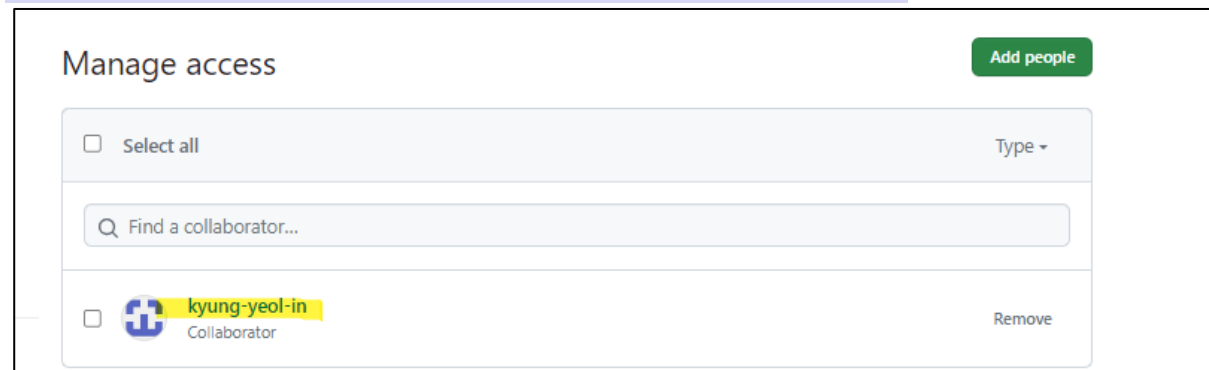 Manage access
Add people
Select all
Type
Find a collaborator...
kyung-yeol-in
Collaborator
Remove